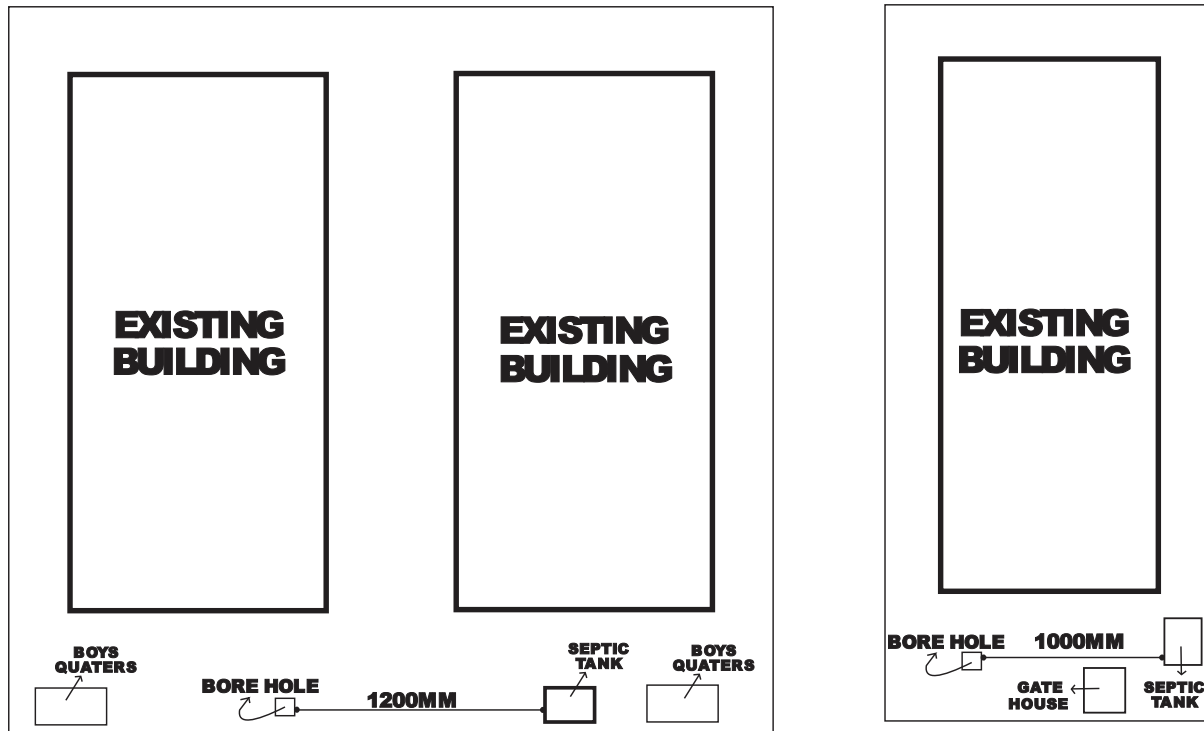 EXISTING
BUILDING
EXISTING
BUILDING
BOYS
QUATERS
BORE HOLE
1200MM
SEPTIC
TANK
BOYS
QUATERS
EXISTING
BUILDING
BORE HOLE
1000MM
GATE
HOUSE
SEPTIC
TANK